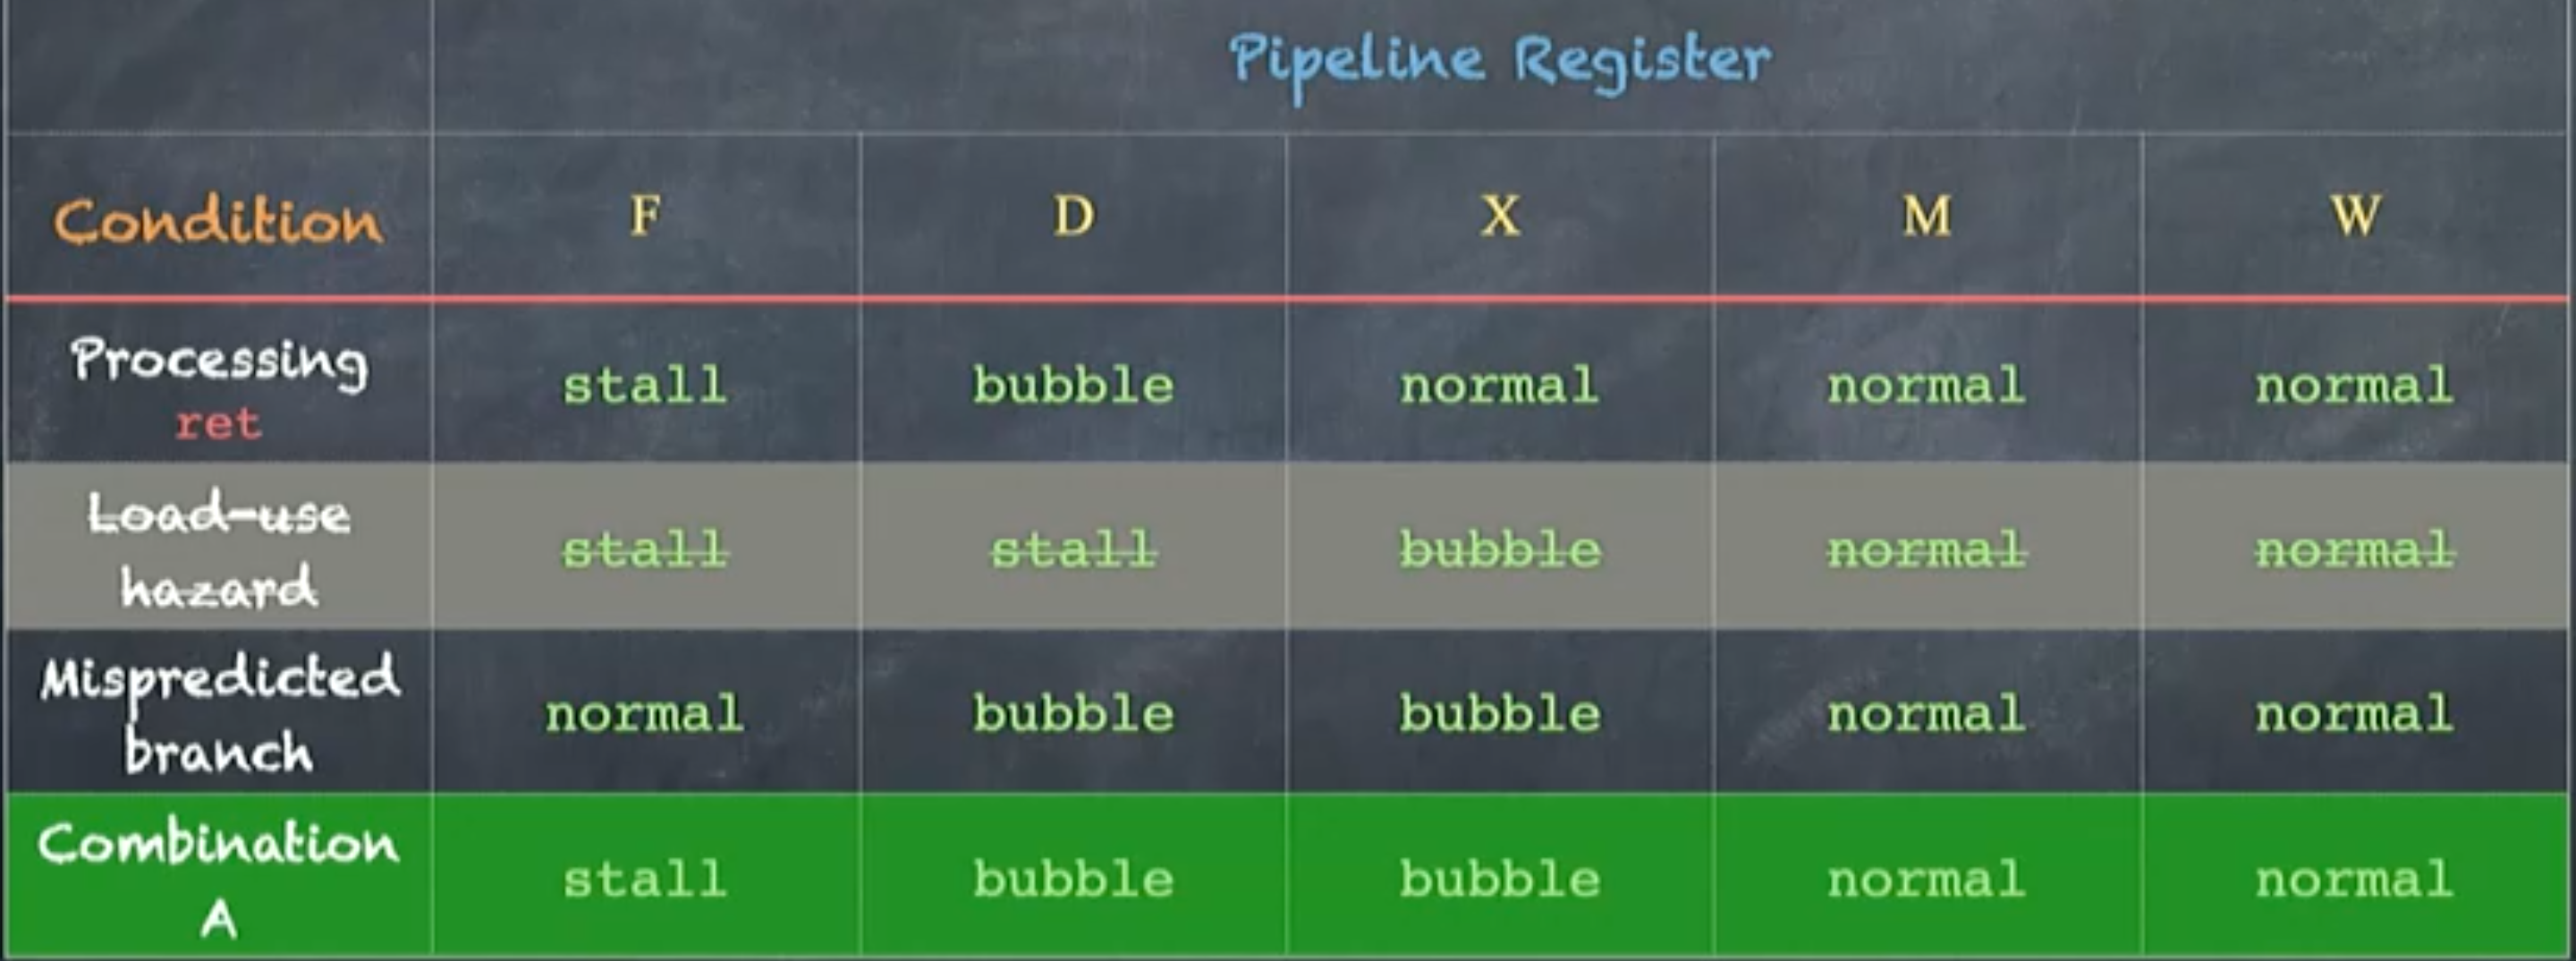 Pipeline Register
Condition F D X M W
Processing
ret
stall bubble normal normal normal
Load-use
hazard
stall stall bubble normal normal
Mispredicted
branch
normal bubble bubble normal normal
Combination
A
stall bubble bubble normal normal